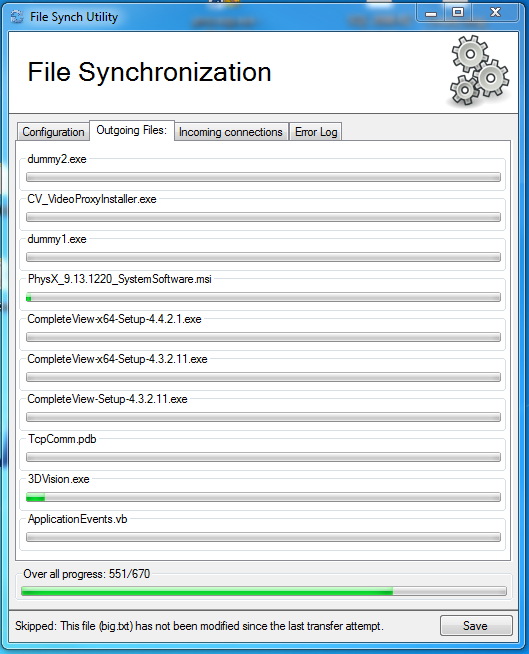 File Synch Utility
File Synchronization
Configuration
Outgoing Files:
Incoming connections
Error Log
dummy2.exe
CV_VideoProxyInstaller.exe
dummy1.exe
PhysX_9.13.1220_SystemSoftware.msi
CompleteView-x64-Setup-4.4.2.1.exe
CompleteView-x64-Setup-4.3.2.11.exe
CompleteView-Setup-4.3.2.11.exe
TcpComm.pdb
3DVision.exe
ApplicationEvents.vb
Over all progress: 551/670
Skipped: This file (big.txt) has not been modified since the last transfer attempt.
Save